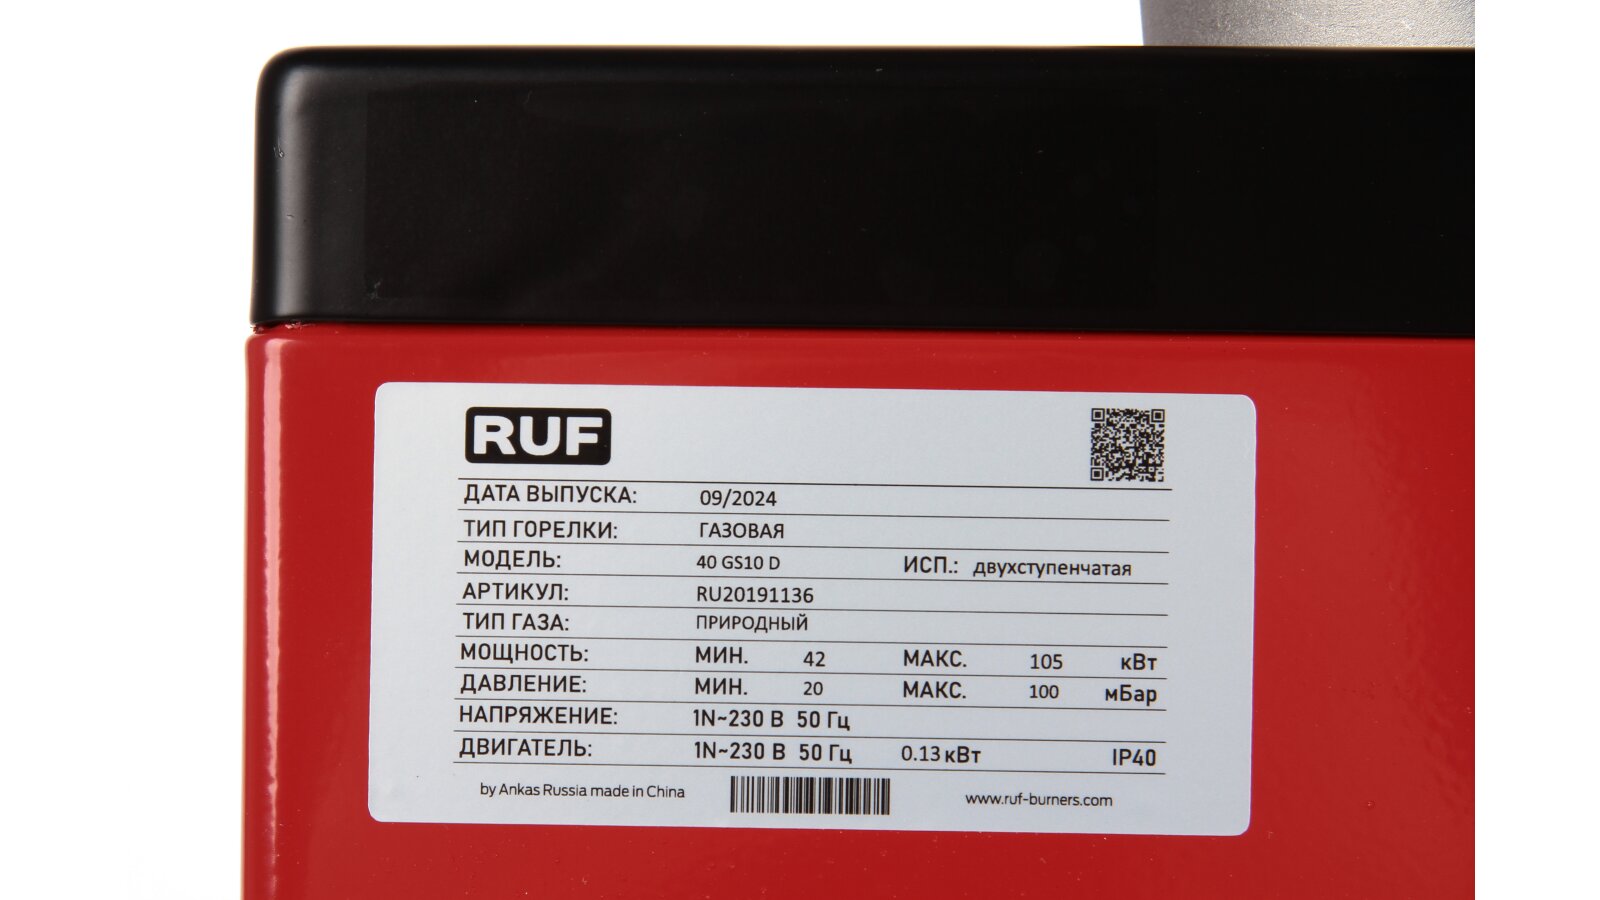 RUF
ДАТА ВЫПУСКА: 09/2024
ТИП ГОРЕЛКИ: ГАЗОВАЯ
МОДЕЛЬ: 40 GS10 D ИСП.: двухступенчатая
АРТИКУЛ: RU20191136
ТИП ГАЗА: ПРИРОДНЫЙ
МОЩНОСТЬ: МИН. 42 МАКС. 105 кВт
ДАВЛЕНИЕ: МИН. 20 МАКС. 100 мБар
НАПРЯЖЕНИЕ: 1N~230 В 50 Гц
ДВИГАТЕЛЬ: 1N~230 В 50 Гц 0.13 кВт IP40
by Ankas Russia made in China www.ruf-burners.com